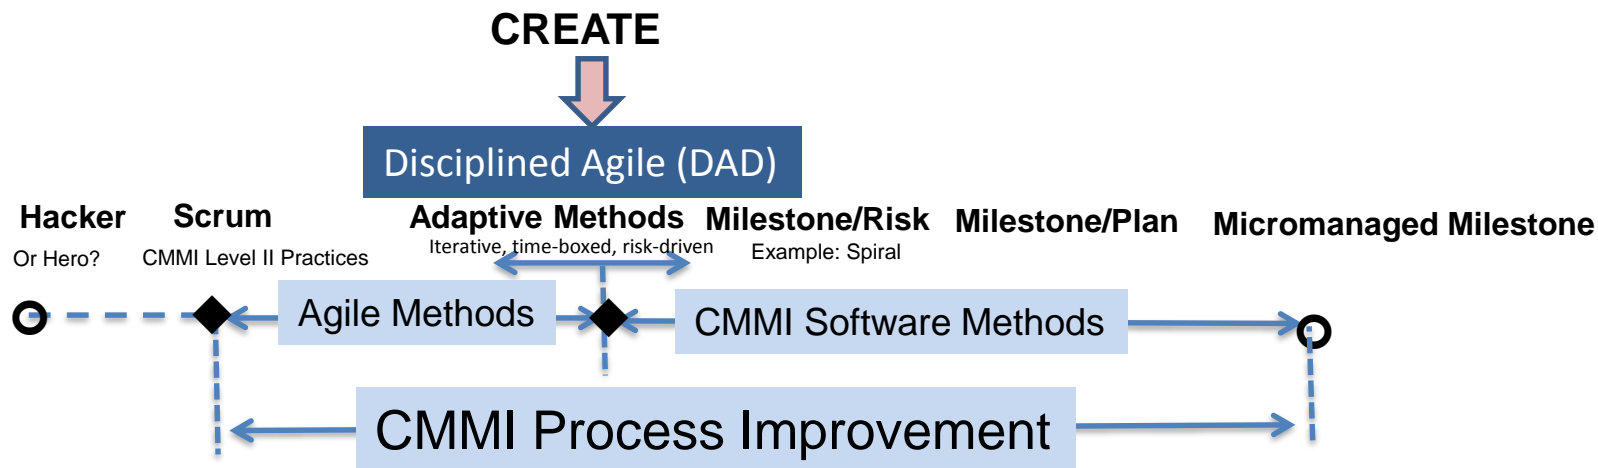 CREATE
Disciplined Agile (DAD)
Hacker
Or Hero?
Scrum
CMMI Level II Practices
Adaptive Methods
Iterative, time-boxed, risk-driven
Milestone/Risk
Example: Spiral
Milestone/Plan
Micromanaged Milestone
Agile Methods
CMMI Software Methods
CMMI Process Improvement